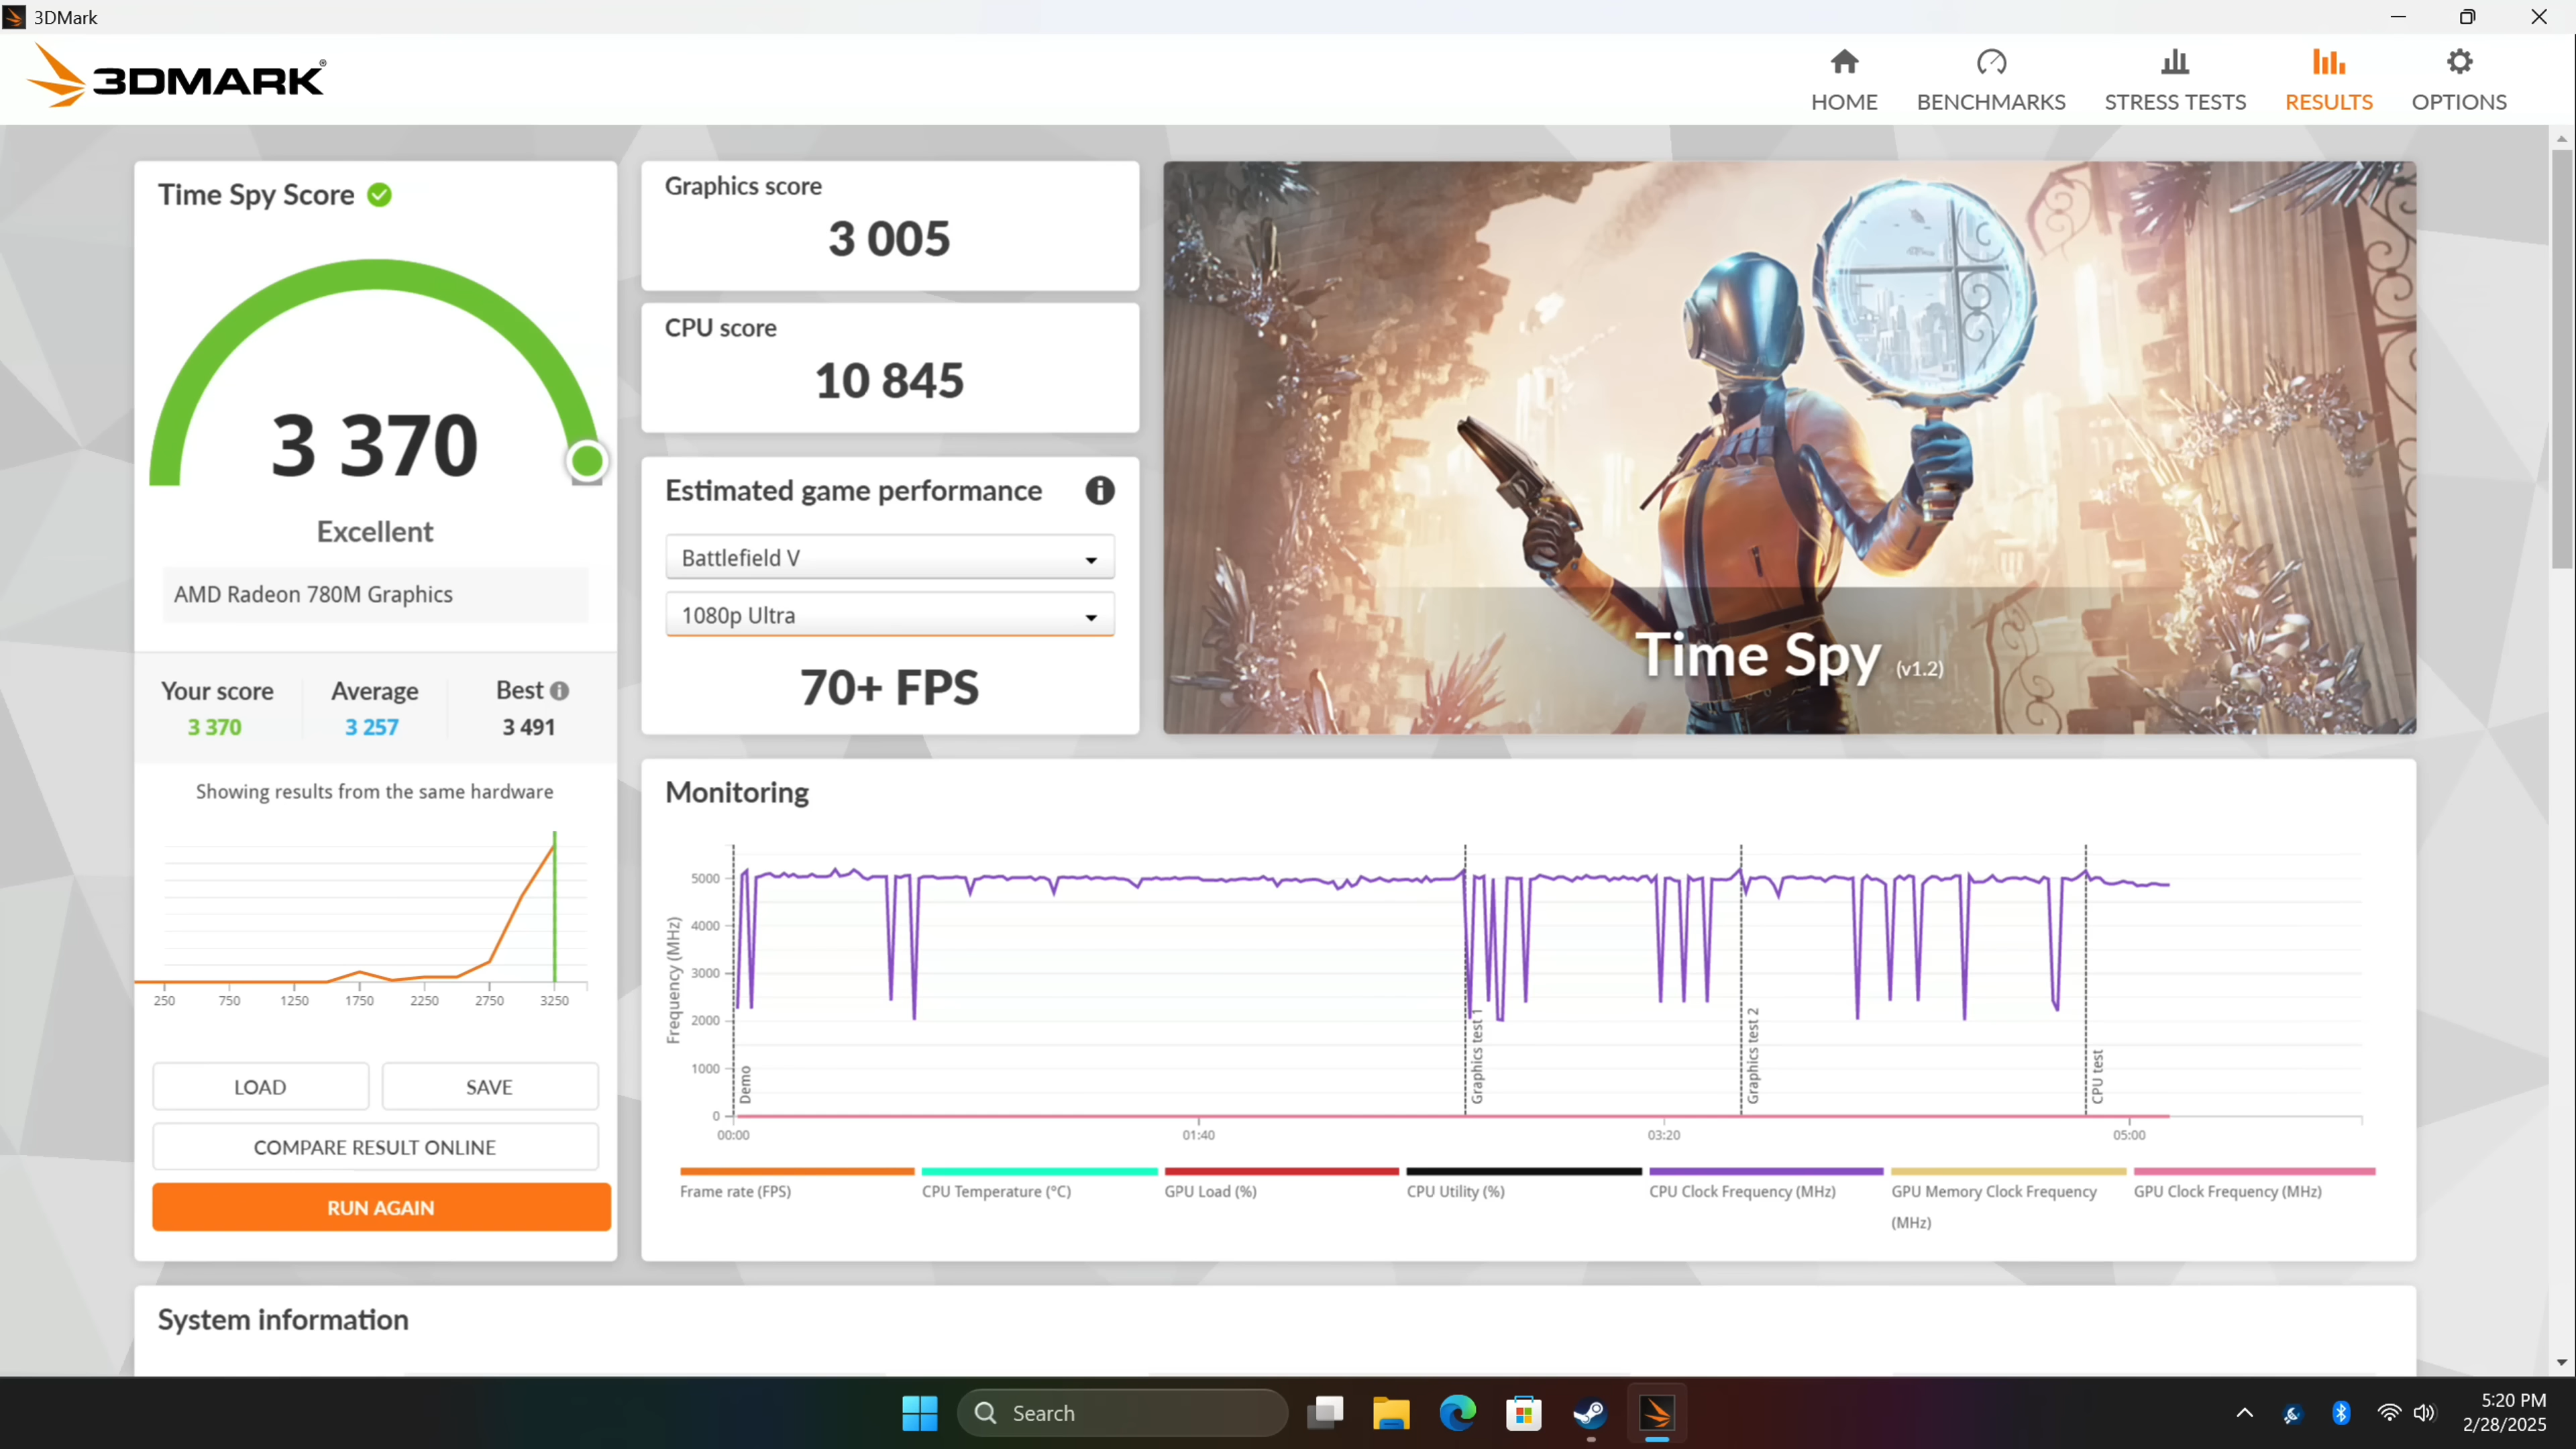 3DMark
3DMARK®
HOME
BENCHMARKS
STRESS TESTS
RESULTS
OPTIONS
Time Spy Score
3 370
Excellent
AMD Radeon 780M Graphics
Your score
3 370
Average
3 257
Best
3 491
Showing results from the same hardware
250 750 1250 1750 2250 2750 3250
LOAD
SAVE
COMPARE RESULT ONLINE
RUN AGAIN
Graphics score
3 005
CPU score
10 845
Estimated game performance
Battlefield V
1080p Ultra
70+ FPS
Time Spy (v1.2)
Monitoring
Frequency (MHz)
5000
4000
3000
2000
1000
0
Demo
Graphics test 1
Graphics test 2
CPU test
00:00 01:40 03:20 05:00
Frame rate (FPS)
CPU Temperature (°C)
GPU Load (%)
CPU Utility (%)
CPU Clock Frequency (MHz)
GPU Memory Clock Frequency
(MHz)
GPU Clock Frequency (MHz)
System information
Search
5:20 PM
2/28/2025